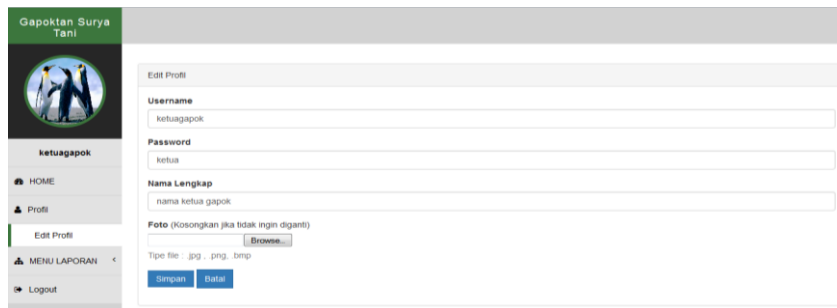 Gapoktan Surya
Tani
ketuagapok
HOME
Profil
Edit Profil
MENU LAPORAN
Logout
Edit Profil
Username
ketuagapok
Password
ketua
Nama Lengkap
nama ketua gapok
Foto (Kosongkan jika tidak ingin diganti)
Browse..
Tipe file : .jpg , .png, .bmp
Simpan Batal